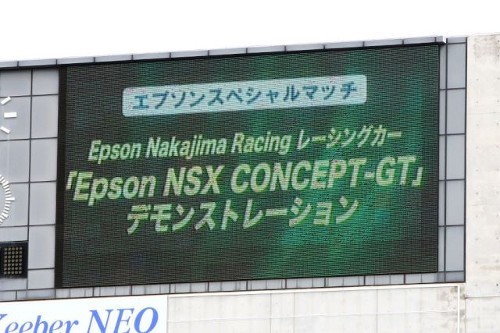 エプソンスペシャルマッチ
Epson Nakajima Racing レーシングカー
「Epson NSX CONCEPT-GT」
デモンストレーション
Keeber NEO